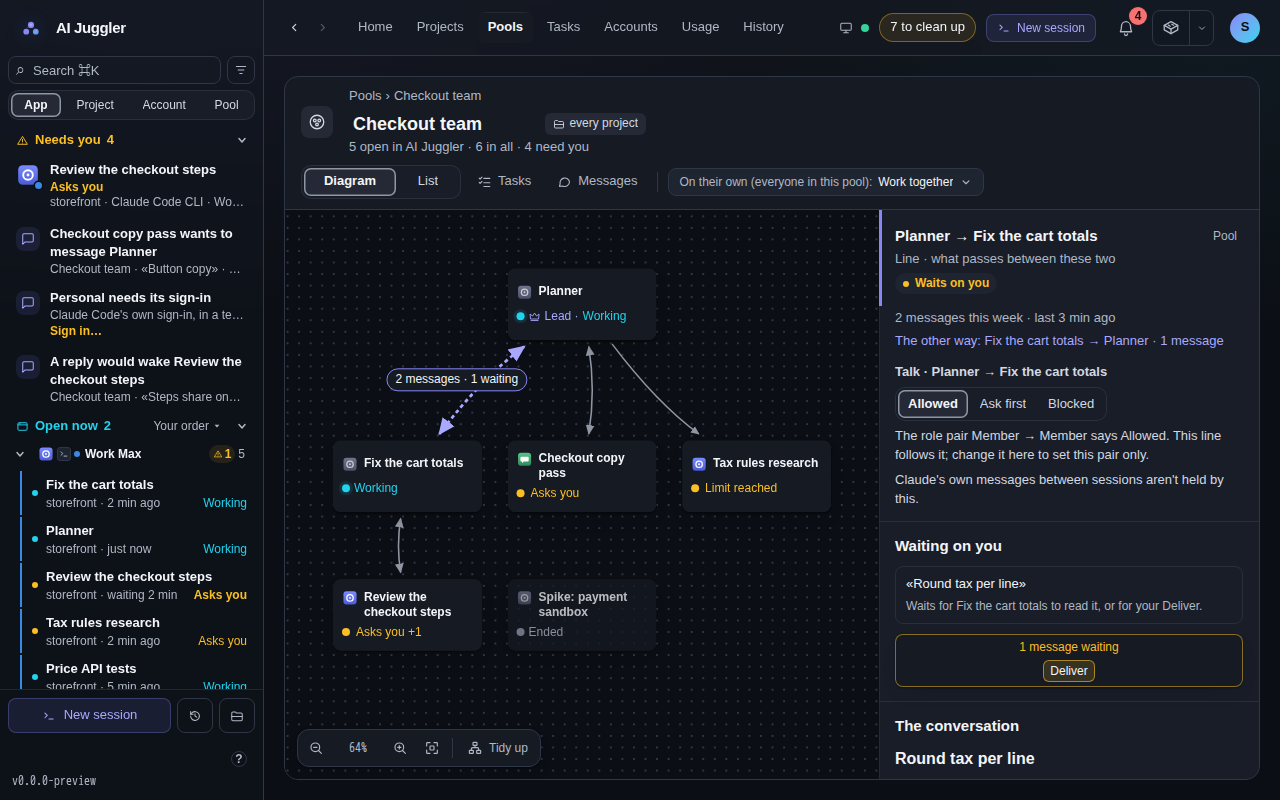 AI Juggler
Search ⌘K
App Project Account Pool
Needs you 4
Review the checkout steps
Asks you
storefront · Claude Code CLI · Wo…
Checkout copy pass wants to
message Planner
Checkout team · «Button copy» · …
Personal needs its sign-in
Claude Code's own sign-in, in a te…
Sign in…
A reply would wake Review the
checkout steps
Checkout team · «Steps share on…
Open now 2 Your order
Work Max 1 5
Fix the cart totals
storefront · 2 min ago Working
Planner
storefront · just now Working
Review the checkout steps
storefront · waiting 2 min Asks you
Tax rules research
storefront · 2 min ago Asks you
Price API tests
storefront · 5 min ago Working
New session
?
v0.0.0-preview
Home Projects Pools Tasks Accounts Usage History
7 to clean up
New session
4
S
Pools › Checkout team
Checkout team every project
5 open in AI Juggler · 6 in all · 4 need you
Diagram List Tasks Messages
On their own (everyone in this pool): Work together
Planner
Lead · Working
2 messages · 1 waiting
Fix the cart totals
Working
Checkout copy
pass
Asks you
Tax rules research
Limit reached
Review the
checkout steps
Asks you +1
Spike: payment
sandbox
Ended
64%
Tidy up
Planner → Fix the cart totals Pool
Line · what passes between these two
Waits on you
2 messages this week · last 3 min ago
The other way: Fix the cart totals → Planner · 1 message
Talk · Planner → Fix the cart totals
Allowed Ask first Blocked
The role pair Member → Member says Allowed. This line
follows it; change it here to set this pair only.
Claude's own messages between sessions aren't held by
this.
Waiting on you
«Round tax per line»
Waits for Fix the cart totals to read it, or for your Deliver.
1 message waiting
Deliver
The conversation
Round tax per line